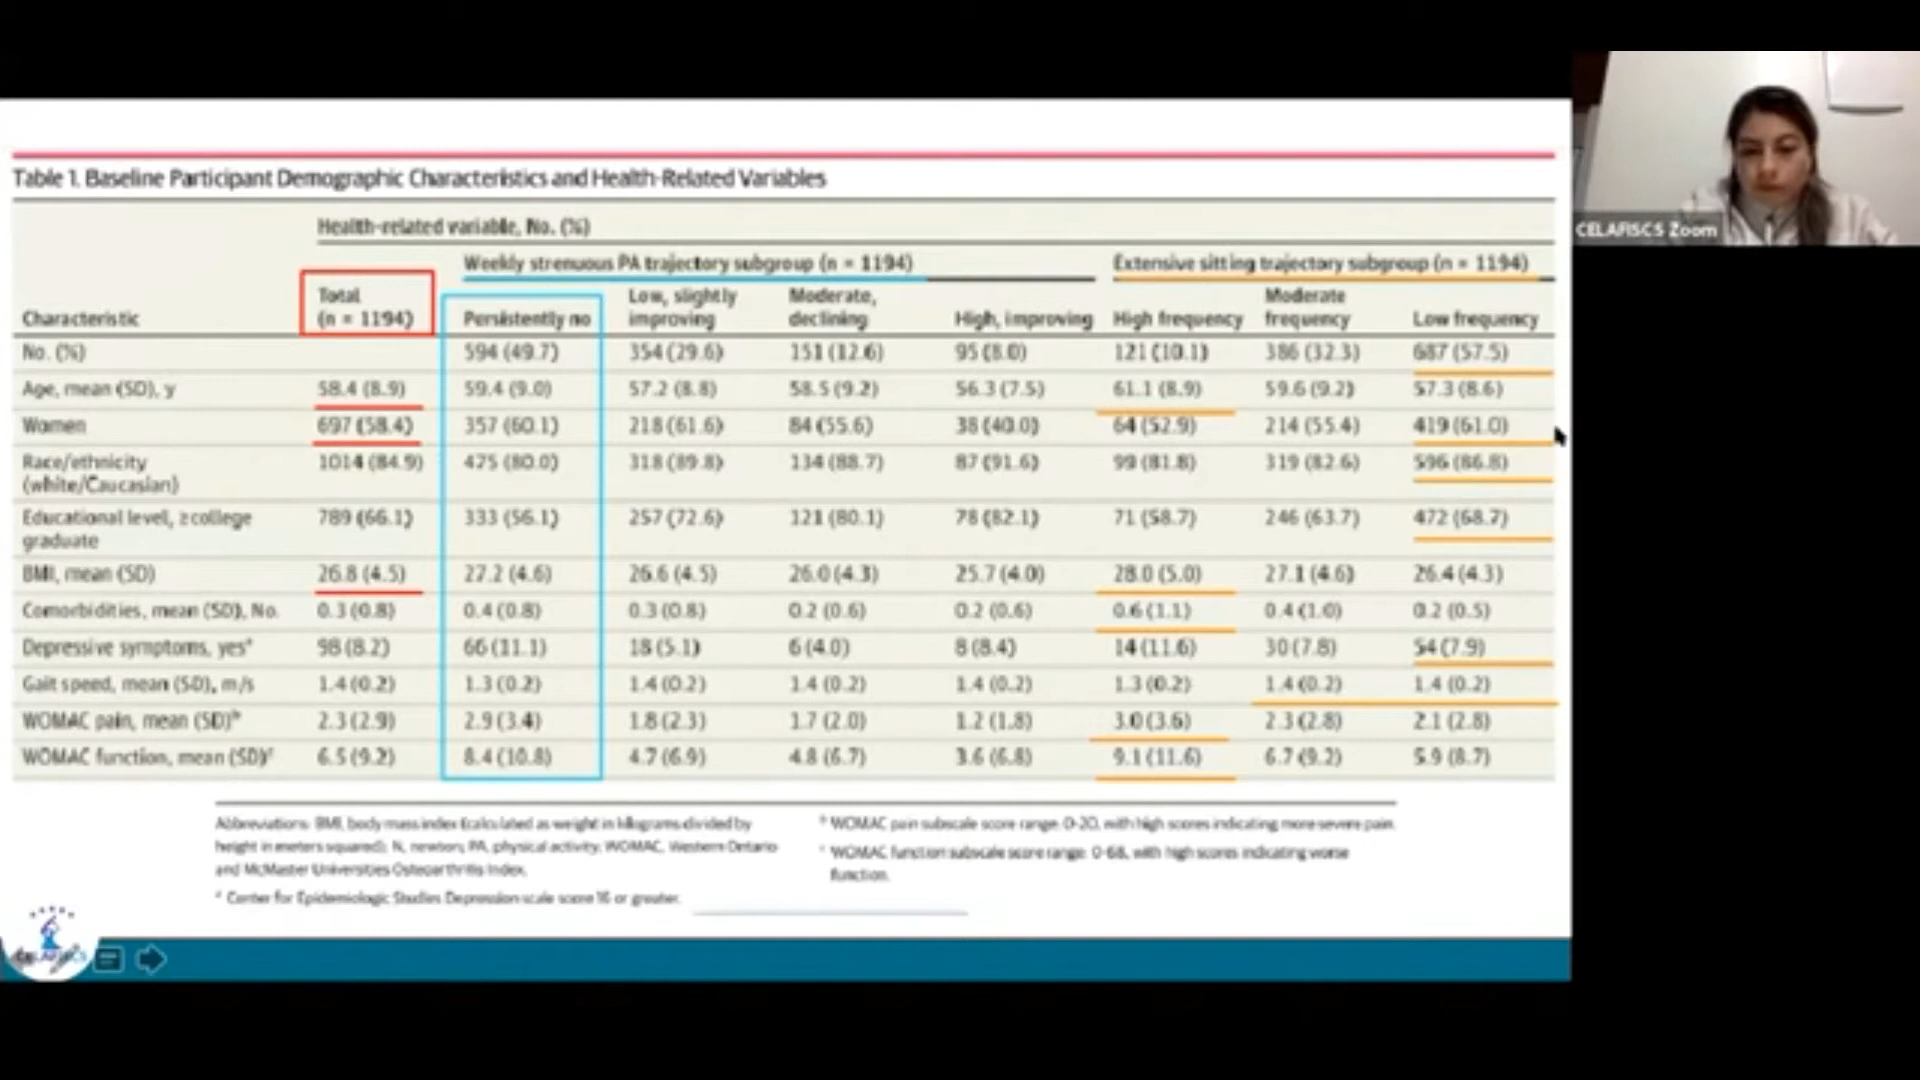 Table 1. Baseline Participant Demographic Characteristics and Health-Related Variables
Health-related variable, No. (%)
Weekly strenuous PA trajectory subgroup (n = 1194) Extensive sitting trajectory subgroup (n = 1194)
Characteristic Total (n = 1194) Persistently no Low, slightly improving Moderate, declining High, improving High frequency Moderate frequency Low frequency
No. (%) 594 (49.7) 354 (29.6) 151 (12.6) 95 (8.0) 121 (10.1) 386 (32.3) 687 (57.5)
Age, mean (SD), y 58.4 (8.9) 59.4 (9.0) 57.2 (8.8) 58.5 (9.2) 56.3 (7.5) 61.1 (8.9) 59.6 (9.2) 57.3 (8.6)
Women 697 (58.4) 357 (60.1) 218 (61.6) 84 (55.6) 38 (40.0) 64 (52.9) 214 (55.4) 419 (61.0)
Race/ethnicity (white/Caucasian) 1014 (84.9) 475 (80.0) 318 (89.8) 134 (88.7) 87 (91.6) 99 (81.8) 319 (82.6) 596 (86.8)
Educational level, ≥college graduate 789 (66.1) 333 (56.1) 257 (72.6) 121 (80.1) 78 (82.1) 71 (58.7) 246 (63.7) 472 (68.7)
BMI, mean (SD) 26.8 (4.5) 27.2 (4.6) 26.6 (4.5) 26.0 (4.3) 25.7 (4.0) 28.0 (5.0) 27.1 (4.6) 26.4 (4.3)
Comorbidities, mean (SD), No. 0.3 (0.8) 0.4 (0.8) 0.3 (0.8) 0.2 (0.6) 0.2 (0.6) 0.6 (1.1) 0.4 (1.0) 0.2 (0.5)
Depressive symptoms, yesᵃ 98 (8.2) 66 (11.1) 18 (5.1) 6 (4.0) 8 (8.4) 14 (11.6) 30 (7.8) 54 (7.9)
Gait speed, mean (SD), m/s 1.4 (0.2) 1.3 (0.2) 1.4 (0.2) 1.4 (0.2) 1.4 (0.2) 1.3 (0.2) 1.4 (0.2) 1.4 (0.2)
WOMAC pain, mean (SD)ᵇ 2.3 (2.9) 2.9 (3.4) 1.8 (2.3) 1.7 (2.0) 1.2 (1.8) 3.0 (3.6) 2.3 (2.8) 2.1 (2.8)
WOMAC function, mean (SD)ᶜ 6.5 (9.2) 8.4 (10.8) 4.7 (6.9) 4.8 (6.7) 3.6 (6.8) 9.1 (11.6) 6.7 (9.2) 5.9 (8.7)
Abbreviations: BMI, body mass index (calculated as weight in kilograms divided by
height in meters squared); N, newton; PA, physical activity; WOMAC, Western Ontario
and McMaster Universities Osteoarthritis Index.
ᵃ Center for Epidemiologic Studies Depression scale score 16 or greater.
ᵇ WOMAC pain subscale score range: 0-20, with high scores indicating more severe pain.
ᶜ WOMAC function subscale score range: 0-68, with high scores indicating worse
function.
CELAFISCS Zoom
CELAFISCS